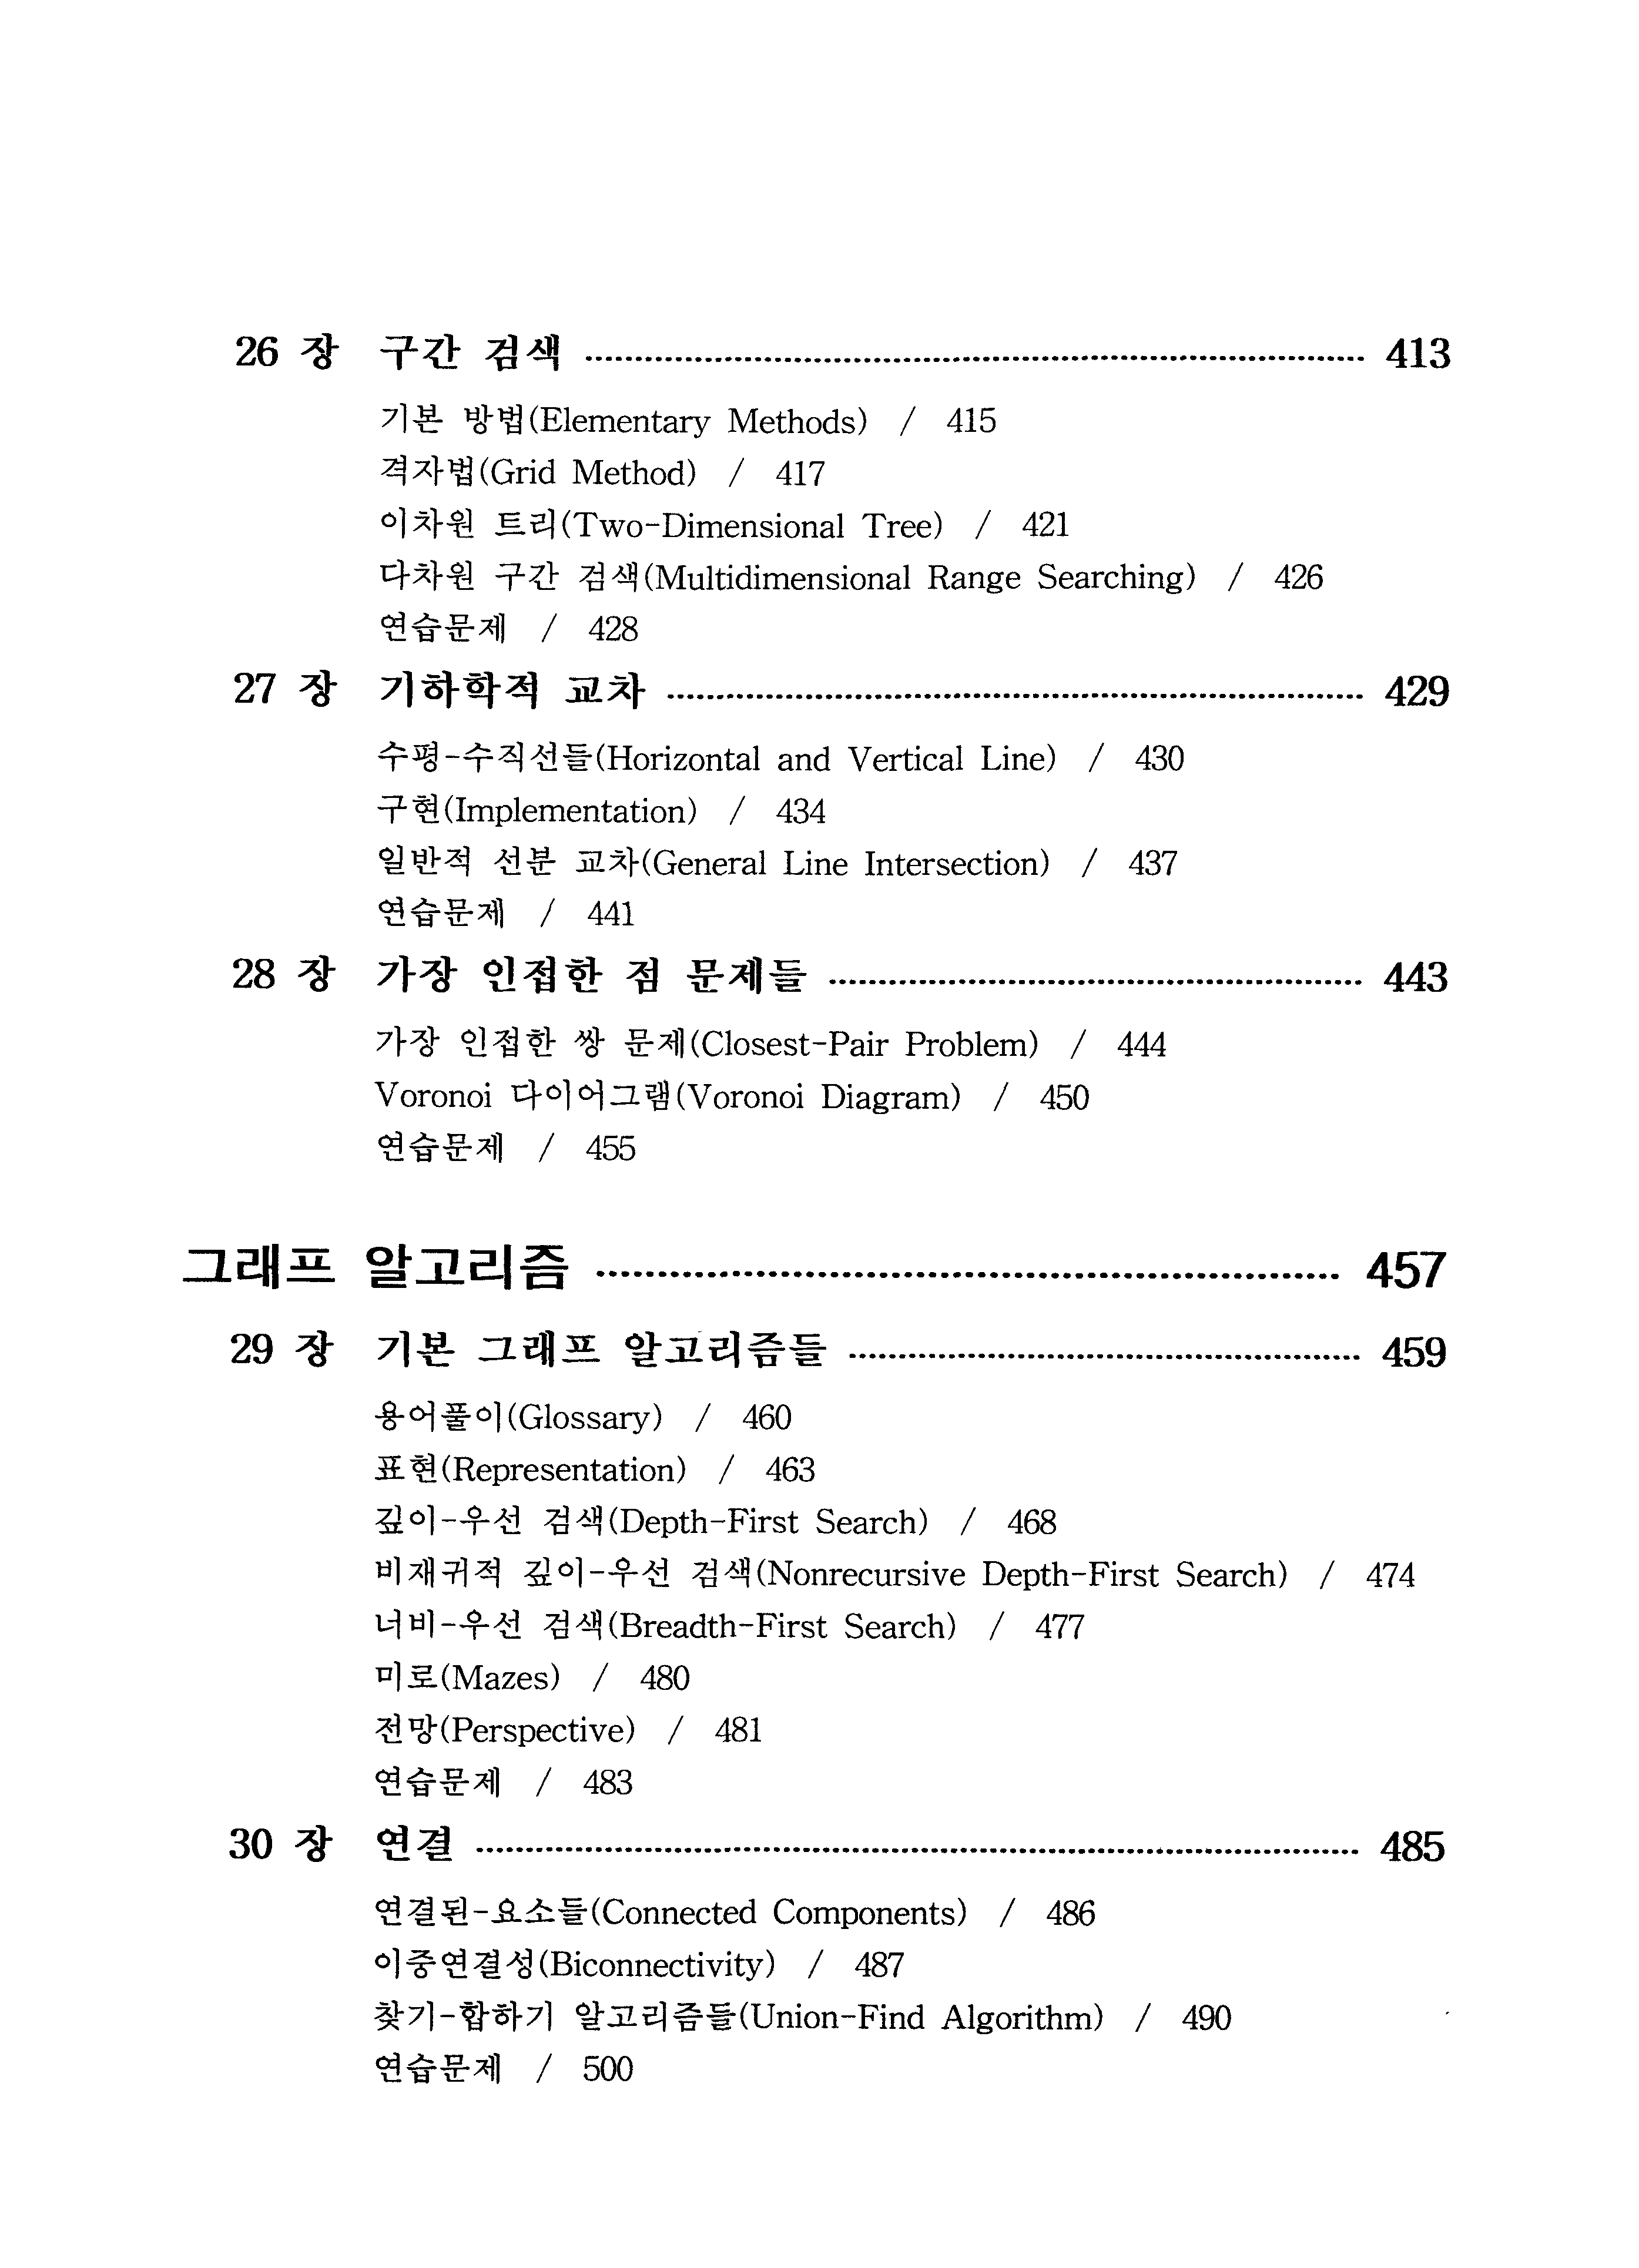 26 장 구간 검색 ........................................ 413
기본 방법(Elementary Methods) / 415
격자법(Grid Method) / 417
이차원 트리(Two-Dimensional Tree) / 421
다차원 구간 검색(Multidimensional Range Searching) / 426
연습문제 / 428
27 장 기하학적 교차 ........................................ 429
수평-수직선들(Horizontal and Vertical Line) / 430
구현(Implementation) / 434
일반적 선분 교차(General Line Intersection) / 437
연습문제 / 441
28 장 가장 인접한 점 문제들 ........................................ 443
가장 인접한 쌍 문제(Closest-Pair Problem) / 444
Voronoi 다이어그램(Voronoi Diagram) / 450
연습문제 / 455
그래프 알고리즘 ........................................ 457
29 장 기본 그래프 알고리즘들 ........................................ 459
용어풀이(Glossary) / 460
표현(Representation) / 463
깊이-우선 검색(Depth-First Search) / 468
비재귀적 깊이-우선 검색(Nonrecursive Depth-First Search) / 474
너비-우선 검색(Breadth-First Search) / 477
미로(Mazes) / 480
전망(Perspective) / 481
연습문제 / 483
30 장 연결 ........................................ 485
연결된-요소들(Connected Components) / 486
이중연결성(Biconnectivity) / 487
찾기-합하기 알고리즘들(Union-Find Algorithm) / 490
연습문제 / 500